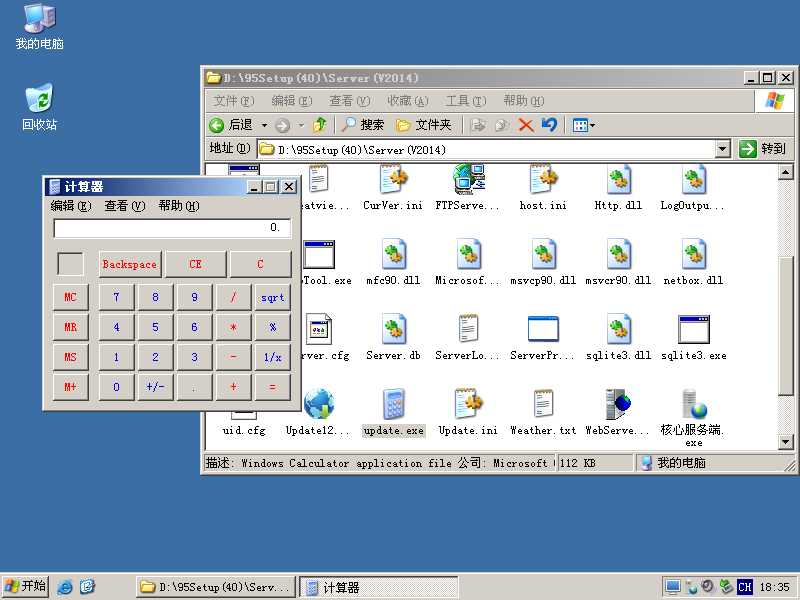 我的电脑
回收站
D:\95Setup(40)\Server(V2014)
文件(F) 编辑(E) 查看(V) 收藏(A) 工具(T) 帮助(H)
后退 搜索 文件夹
地址(D) D:\95Setup(40)\Server(V2014) 转到
CurVer.ini FTPServe... host.ini Http.dll LogOutpu...
mfc90.dll Microsof... msvcp90.dll msvcr90.dll netbox.dll
Server.db ServerLo... ServerPr... sqlite3.dll sqlite3.exe
uid.cfg Update12... update.exe Update.ini Weather.txt WebServe... 核心服务端.
exe
描述: Windows Calculator application file 公司: Microsoft 112 KB 我的电脑
计算器
编辑(E) 查看(V) 帮助(H)
0.
Backspace CE C
MC 7 8 9 / sqrt
MR 4 5 6 * %
MS 1 2 3 - 1/x
M+ 0 +/- . + =
开始 D:\95Setup(40)\Serv... 计算器 CH 18:35